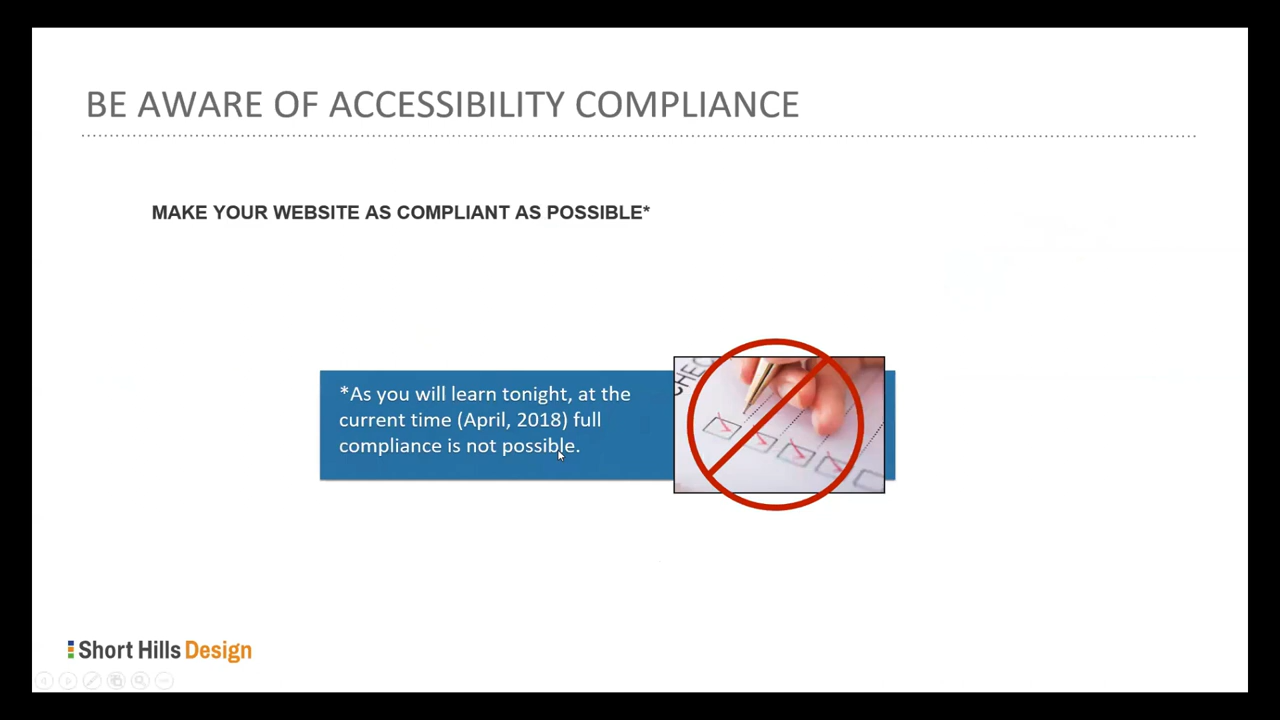 BE AWARE OF ACCESSIBILITY COMPLIANCE
MAKE YOUR WEBSITE AS COMPLIANT AS POSSIBLE*
*As you will learn tonight, at the
current time (April, 2018) full
compliance is not possible.
CHEC
Short Hills Design